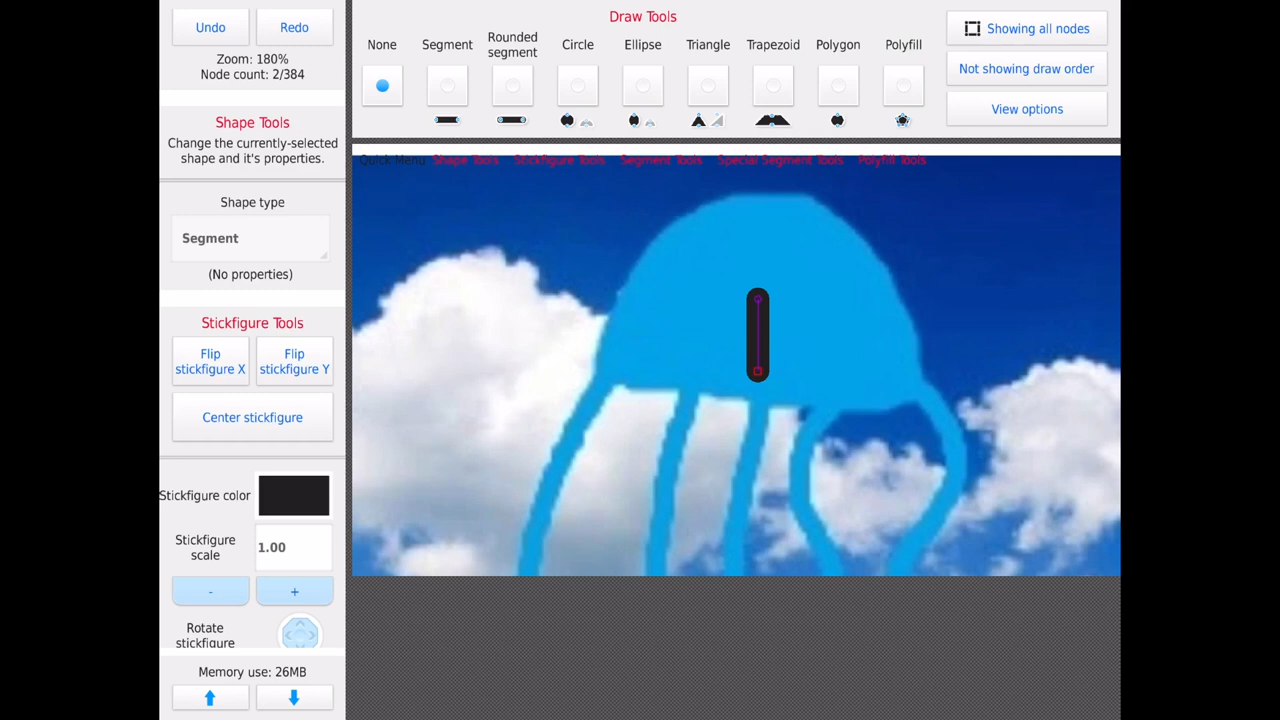 Undo
Redo
Zoom: 180%
Node count: 2/384
Shape Tools
Change the currently-selected
shape and it's properties.
Shape type
Segment
(No properties)
Stickfigure Tools
Flip
stickfigure X
Flip
stickfigure Y
Center stickfigure
Stickfigure color
Stickfigure
scale
1.00
-
+
Rotate
stickfigure
Memory use: 26MB
Draw Tools
None
Segment
Rounded
segment
Circle
Ellipse
Triangle
Trapezoid
Polygon
Polyfill
Showing all nodes
Not showing draw order
View options
Quick Menu Shape Tools Stickfigure Tools Segment Tools Special Segment Tools Polyfill Tools